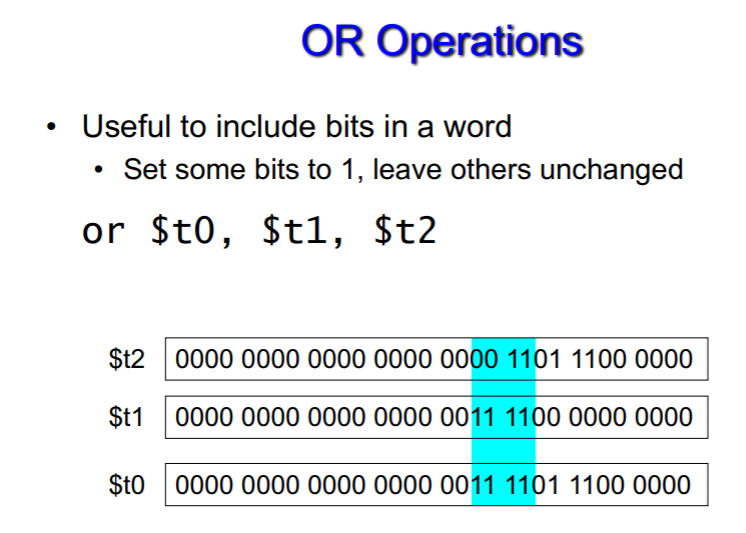 OR Operations
• Useful to include bits in a word
• Set some bits to 1, leave others unchanged
or $t0, $t1, $t2
$t2 0000 0000 0000 0000 0000 1101 1100 0000
$t1 0000 0000 0000 0000 0011 1100 0000 0000
$t0 0000 0000 0000 0000 0011 1101 1100 0000